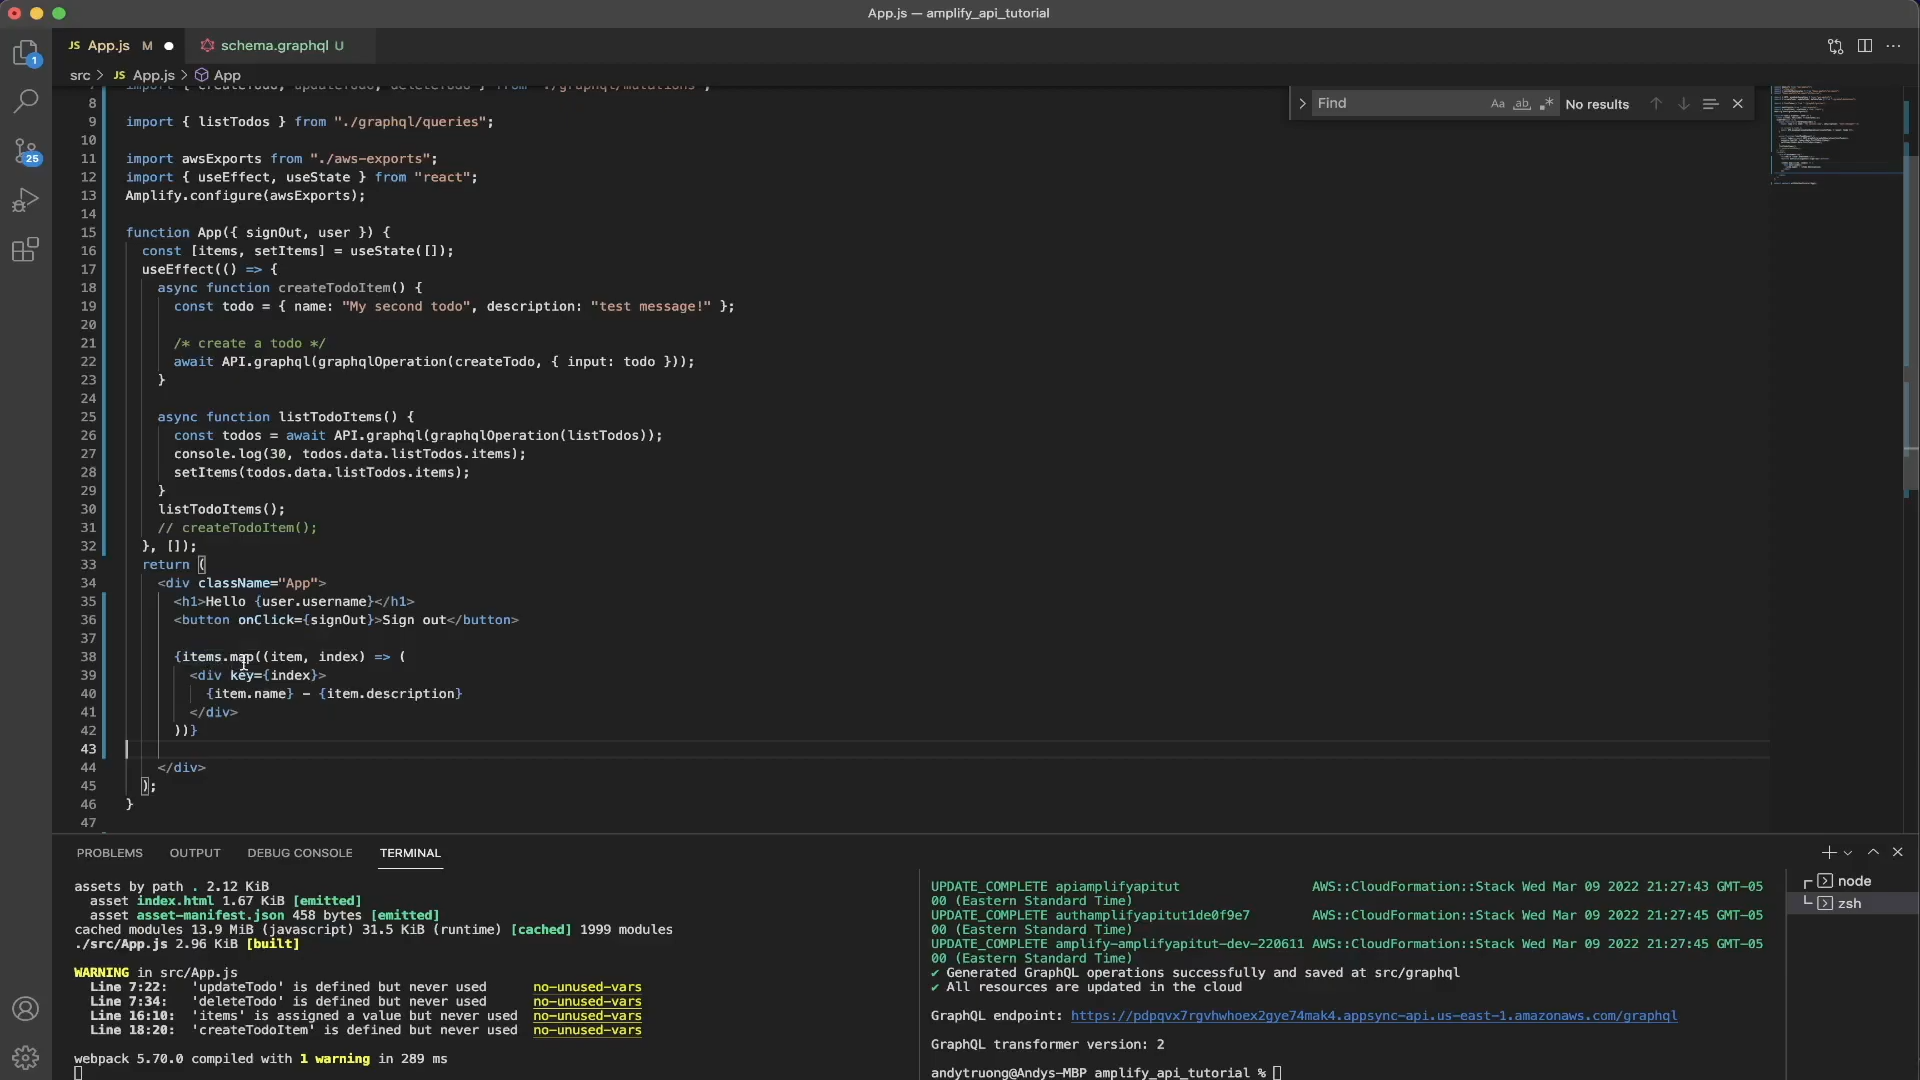 App.js — amplify_api_tutorial
JS App.js M
schema.graphql U
1
src > JS App.js > App
import { createTodo, updateTodo, deleteTodo } from "./graphql/mutations";
8
9 import { listTodos } from "./graphql/queries";
10
11 import awsExports from "./aws-exports";
12 import { useEffect, useState } from "react";
13 Amplify.configure(awsExports);
14
15 function App({ signOut, user }) {
16 const [items, setItems] = useState([]);
17 useEffect(() => {
18 async function createTodoItem() {
19 const todo = { name: "My second todo", description: "test message!" };
20
21 /* create a todo */
22 await API.graphql(graphqlOperation(createTodo, { input: todo }));
23 }
24
25 async function listTodoItems() {
26 const todos = await API.graphql(graphqlOperation(listTodos));
27 console.log(30, todos.data.listTodos.items);
28 setItems(todos.data.listTodos.items);
29 }
30 listTodoItems();
31 // createTodoItem();
32 }, []);
33 return (
34 <div className="App">
35 <h1>Hello {user.username}</h1>
36 <button onClick={signOut}>Sign out</button>
37
38 {items.map((item, index) => (
39 <div key={index}>
40 {item.name} - {item.description}
41 </div>
42 ))}
43
44 </div>
45 );
46 }
47
25
Find
Aa ab .* No results
PROBLEMS OUTPUT DEBUG CONSOLE TERMINAL
assets by path . 2.12 KiB
asset index.html 1.67 KiB [emitted]
asset asset-manifest.json 458 bytes [emitted]
cached modules 13.9 MiB (javascript) 31.5 KiB (runtime) [cached] 1999 modules
./src/App.js 2.96 KiB [built]
WARNING in src/App.js
Line 7:22: 'updateTodo' is defined but never used no-unused-vars
Line 7:34: 'deleteTodo' is defined but never used no-unused-vars
Line 16:10: 'items' is assigned a value but never used no-unused-vars
Line 18:20: 'createTodoItem' is defined but never used no-unused-vars
webpack 5.70.0 compiled with 1 warning in 289 ms
UPDATE_COMPLETE apiamplifyapitut AWS::CloudFormation::Stack Wed Mar 09 2022 21:27:43 GMT-05
00 (Eastern Standard Time)
UPDATE_COMPLETE authamplifyapitut1de0f9e7 AWS::CloudFormation::Stack Wed Mar 09 2022 21:27:45 GMT-05
00 (Eastern Standard Time)
UPDATE_COMPLETE amplify-amplifyapitut-dev-220611 AWS::CloudFormation::Stack Wed Mar 09 2022 21:27:45 GMT-05
00 (Eastern Standard Time)
✔ Generated GraphQL operations successfully and saved at src/graphql
✔ All resources are updated in the cloud
GraphQL endpoint: https://pdpqvx7rgvhwhoex2gye74mak4.appsync-api.us-east-1.amazonaws.com/graphql
GraphQL transformer version: 2
andytruong@Andys-MBP amplify_api_tutorial %
node
zsh